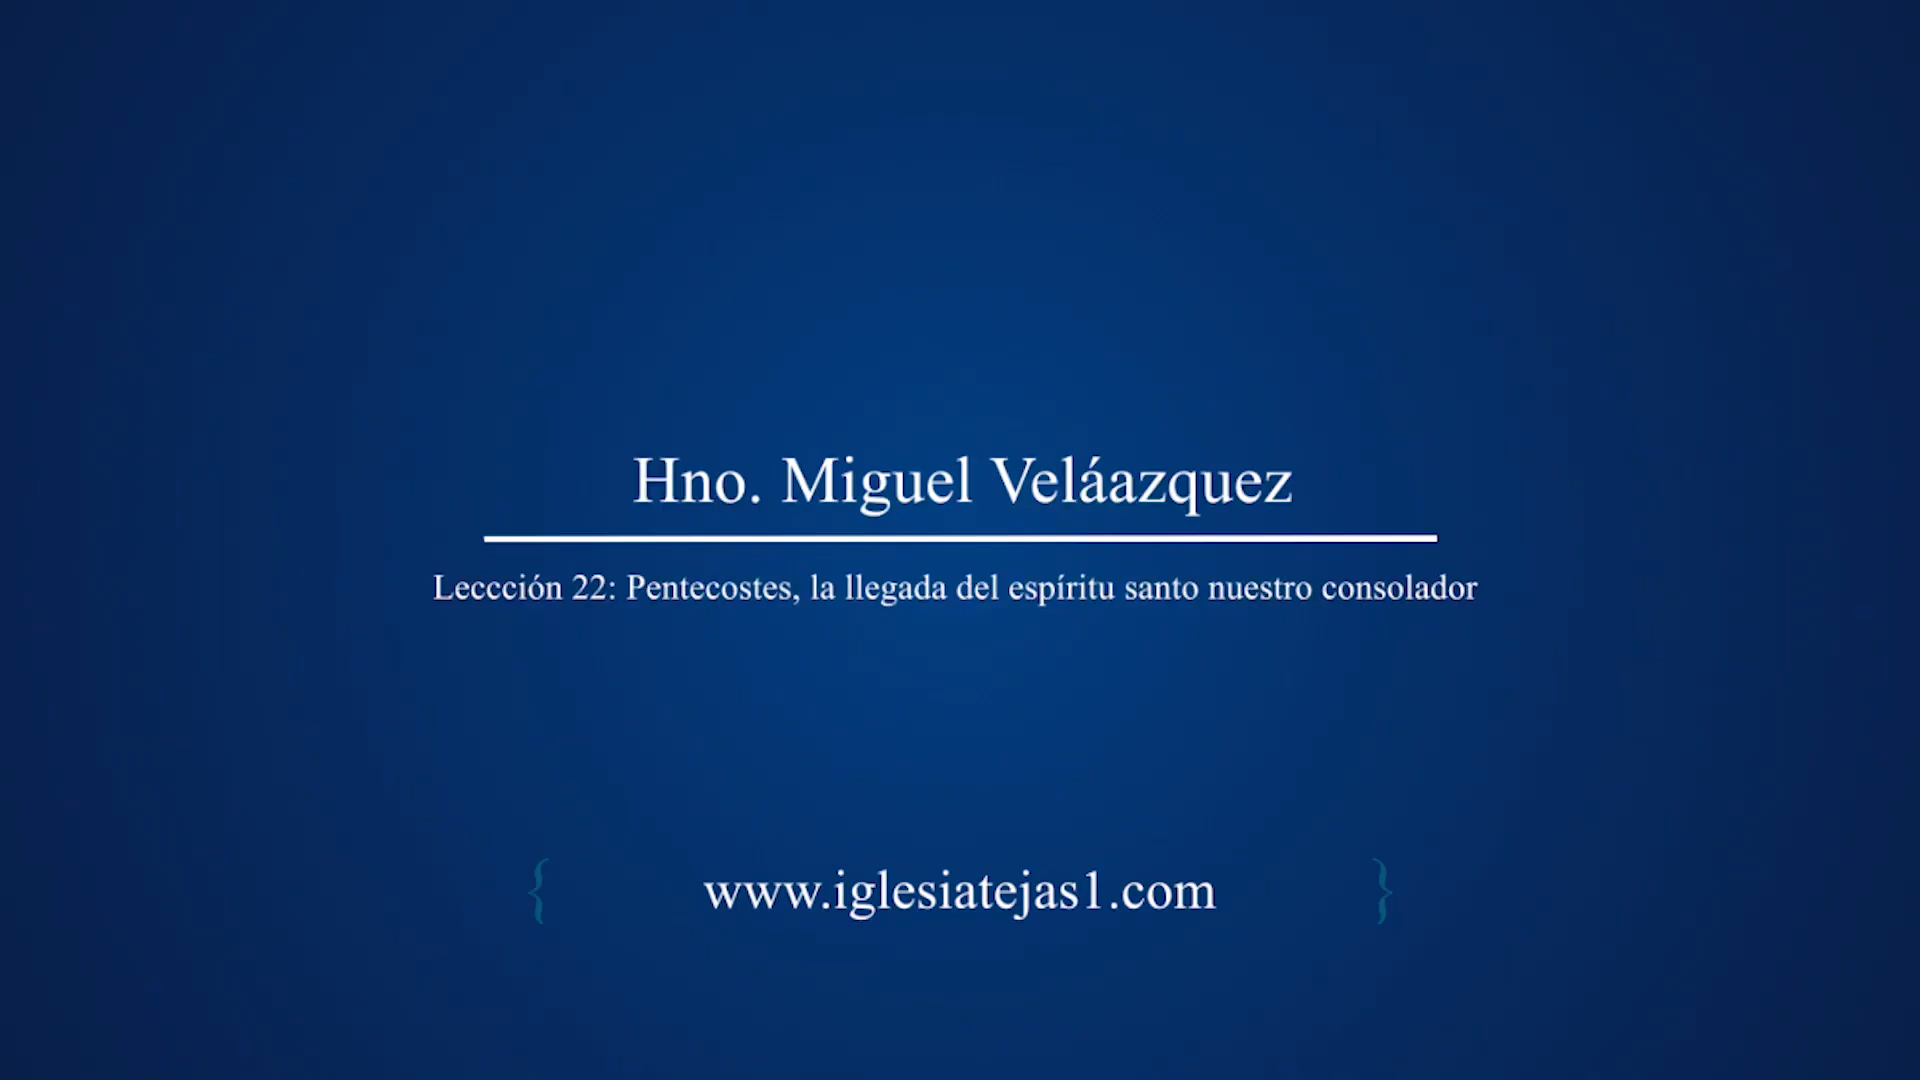 Hno. Miguel Veláazquez
Leccción 22: Pentecostes, la llegada del espíritu santo nuestro consolador
{ www.iglesiatejas1.com }